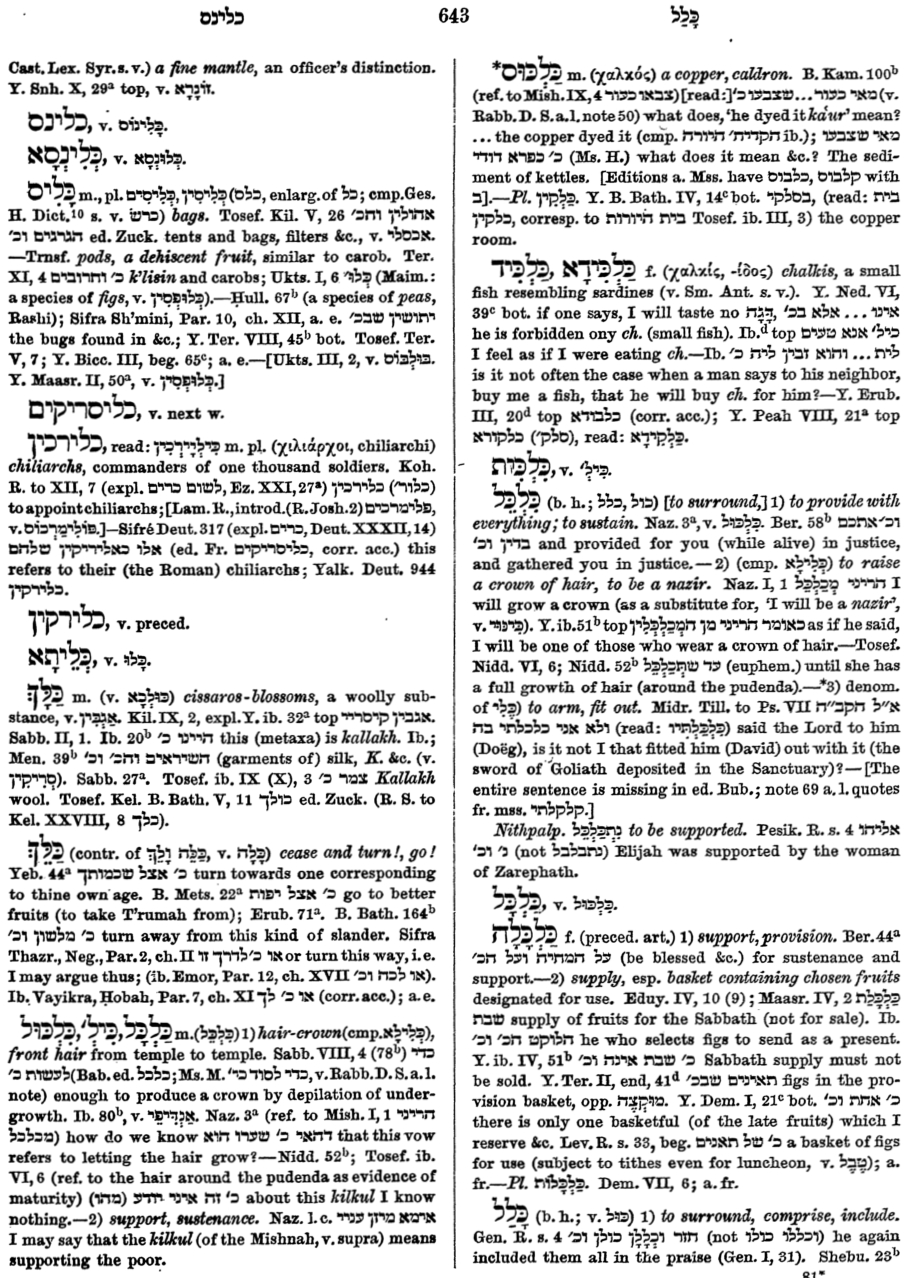 כלינס
643
כָּלַל
Cast. Lex. Syr. s. v.) a fine mantle, an officer's distinction.
Y. Snh. X, 29ᵃ top, v. זוֹנָרָא.
כלינוס, v. כָּלִינוֹס.
כְּלִינְסָא, v. כְּלוּנְסָא.
כָּלִיס m., pl. כְּלִיסִין, כְּלִיסִים (כלס, enlarg. of כל; cmp. Ges.
H. Dict.¹⁰ s. v. כרשׂ) bags. Tosef. Kil. V, 26 אהולין והכ׳
הגרגים וכ׳ ed. Zuck. tents and bags, filters &c., v. אכסלי.
—Trnsf. pods, a dehiscent fruit, similar to carob. Ter.
XI, 4 כ׳ וחרובים k'lisin and carobs; Ukts. I, 6 כְּלוּ׳ (Maim.:
a species of figs, v. כְּלוּפְסִין).—Ḥull. 67ᵇ (a species of peas,
Rashi); Sifra Sh'mini, Par. 10, ch. XII, a. e. יתושין שבכ׳
the bugs found in &c.; Y. Ter. VIII, 45ᵇ bot. Tosef. Ter.
V, 7; Y. Bicc. III, beg. 65ᶜ; a. e.—[Ukts. III, 2, v. בּוּלְבּוֹס.
Y. Maasr. II, 50ᵃ, v. כְּלוּפְסִין.]
כליסריקים, v. next w.
כלירכין, read: כִּילְיָירְכִין m. pl. (χιλιάρχοι, chiliarchi)
chiliarchs, commanders of one thousand soldiers. Koh.
R. to XII, 7 (expl. לשום כרים, Ez. XXI, 27ᵃ) כלירכין (כלור׳)
to appoint chiliarchs; [Lam. R., introd. (R. Josh. 2) פלימרכים,
v. פּוֹלִימַרְכוֹס.]—Sifré Deut. 317 (expl. כרים, Deut. XXXII, 14)
אלו כאליריקין שלהם (ed. Fr. כליסריקים, corr. acc.) this
refers to their (the Roman) chiliarchs; Yalk. Deut. 944
כלירקין.
כלירקין, v. preced.
כְּלֵיתָא, v. כְּלוּ.
כַּלָּךְ m. (v. כּוּלְכָא) cissaros-blossoms, a woolly sub-
stance, v. אֲגְבִּין. Kil. IX, 2, expl. Y. ib. 32ᵃ top אגבין קיסריי.
Sabb. II, 1. Ib. 20ᵇ היינו כ׳ this (metaxa) is kallakh. Ib.;
Men. 39ᵇ השיראים והכ׳ וכ׳ (garments of) silk, K. &c. (v.
סְרִיקִין). Sabb. 27ᵃ. Tosef. ib. IX (X), 3 צמר כ׳ Kallakh
wool. Tosef. Kel. B. Bath. V, 11 כולך ed. Zuck. (R. S. to
Kel. XXVIII, 8 כלך).
כַּלֵּךְ (contr. of כַּלֵּה וְלֵךְ, v. כָּלָה) cease and turn!, go!
Yeb. 44ᵃ כ׳ אצל שכמותך turn towards one corresponding
to thine own age. B. Mets. 22ᵃ כ׳ אצל יפות go to better
fruits (to take T'rumah from); Erub. 71ᵃ. B. Bath. 164ᵇ
כ׳ מלשון וכ׳ turn away from this kind of slander. Sifra
Thazr., Neg., Par. 2, ch. II או כ׳ לדרך זו or turn this way, i. e.
I may argue thus; (ib. Emor, Par. 12, ch. XVII או לכה וכ׳).
Ib. Vayikra, Ḥobah, Par. 7, ch. XI או כ׳ לך (corr. acc.); a. e.
כַּלְכָּל, כִּיל׳, כִּלְכּוּל m. (כִּלְכֵּל) 1) hair-crown (cmp. כְּלִילָא),
front hair from temple to temple. Sabb. VIII, 4 (78ᵇ) כדי
לעשות כ׳ (Bab. ed. כלכל; Ms. M. כדי לסוד כי׳, v. Rabb. D. S. a. l.
note) enough to produce a crown by depilation of under-
growth. Ib. 80ᵇ, v. אַנְדִּיפֵי. Naz. 3ᵃ (ref. to Mish. I, 1 הריני
מכלכל) דהאי כ׳ שערו הוא how do we know that this vow
refers to letting the hair grow?—Nidd. 52ᵇ; Tosef. ib.
VI, 6 (ref. to the hair around the pudenda as evidence of
maturity) (מהו) כ׳ זה איני יודע about this kilkul I know
nothing.—2) support, sustenance. Naz. l. c. אימא מיזן עניי
I may say that the kilkul (of the Mishnah, v. supra) means
supporting the poor.
*כַּלְכּוֹס m. (χαλκός) a copper, caldron. B. Kam. 100ᵇ
(ref. to Mish. IX, 4 צבאו כעור) [read:] מאי כעור...שצבעו כ׳ (v.
Rabb. D. S. a. l. note 50) what does, 'he dyed it kāʿur' mean?
... the copper dyed it (cmp. הקדיח׳ היורה ib.); מאי שצבעו
כ׳ כפרא דודי (Ms. H.) what does it mean &c.? The sedi-
ment of kettles. [Editions a. Mss. have קלבוס, כלבוס with
ב].—Pl. כַּלְקִין. Y. B. Bath. IV, 14ᶜ bot. בסלקי, (read: בית
כלקין, corresp. to בית היורות Tosef. ib. III, 3) the copper
room.
כַּלְכִּיד, כַּלְכִּידָא f. (χαλκίς, -ίδος) chalkis, a small
fish resembling sardines (v. Sm. Ant. s. v.). Y. Ned. VI,
39ᶜ bot. if one says, I will taste no דָּגָה, אינו ... אלא בכ׳
he is forbidden ony ch. (small fish). Ib.ᵈ top כיל׳ אנא טעים
I feel as if I were eating ch.—Ib. לית ... והוא זבין ליה כ׳
is it not often the case when a man says to his neighbor,
buy me a fish, that he will buy ch. for him?—Y. Erub.
III, 20ᵈ top כלבודא (corr. acc.); Y. Peah VIII, 21ᵃ top
כלקורא (סלק׳), read: כַּלְקִידָא.
כִּלְכִּוּת, v. כִּיל׳.
כִּלְכֵּל (b. h.; כול, כלל) [to surround,] 1) to provide with
everything; to sustain. Naz. 3ᵃ, v. כִּלְכּוּל. Ber. 58ᵇ וכ׳ אתכם
בדין וכ׳ and provided for you (while alive) in justice,
and gathered you in justice.—2) (cmp. כְּלִילָא) to raise
a crown of hair, to be a nazir. Naz. I, 1 הריני מְכַלְכֵּל I
will grow a crown (as a substitute for, 'I will be a nazir',
v. כִּינּוּי). Y. ib. 51ᵇ top כאומר הריני מן המְכַלְכְּלִין as if he said,
I will be one of those who wear a crown of hair.—Tosef.
Nidd. VI, 6; Nidd. 52ᵇ עד שתְּכַלְכֵּל (euphem.) until she has
a full growth of hair (around the pudenda).—*3) denom.
of כְּלִי) to arm, fit out. Midr. Till. to Ps. VII א״ל הקב״ה
ולא אני כלכלתי בה (read: כִּלְכַּלְתִּיו) said the Lord to him
(Doëg), is it not I that fitted him (David) out with it (the
sword of Goliath deposited in the Sanctuary)?—[The
entire sentence is missing in ed. Bub.; note 69 a. l. quotes
fr. mss. קלקלתי.]
Nithpalp. נִתְכַּלְכֵּל to be supported. Pesik. R. s. 4 אליהו
נ׳ וכ׳ (not נתבלבל) Elijah was supported by the woman
of Zarephath.
כַּלְכָּל, v. כִּלְכּוּל.
כַּלְכָּלָה f. (preced. art.) 1) support, provision. Ber. 44ᵃ
על המחיה ועל הכ׳ (be blessed &c.) for sustenance and
support.—2) supply, esp. basket containing chosen fruits
designated for use. Eduy. IV, 10 (9); Maasr. IV, 2 כַּלְכָּלַת
שבת supply of fruits for the Sabbath (not for sale). Ib.
הלוקט הכ׳ וכ׳ he who selects figs to send as a present.
Y. ib. IV, 51ᵇ כ׳ שבת אינה וכ׳ Sabbath supply must not
be sold. Y. Ter. II, end, 41ᵈ תאינים שבכ׳ figs in the pro-
vision basket, opp. מוּקְצֶה. Y. Dem. I, 21ᶜ bot. כ׳ אחת וכ׳
there is only one basketful (of the late fruits) which I
reserve &c. Lev. R. s. 33, beg. כ׳ של תאנים a basket of figs
for use (subject to tithes even for luncheon, v. טֶבֶל); a.
fr.—Pl. כַּלְכָּלוֹת. Dem. VII, 6; a. fr.
כָּלַל (b. h.; v. כּוּל) 1) to surround, comprise, include.
Gen. R. s. 4 חזר וכְלָלָן כולן וכ׳ (not וכללו כולו) he again
included them all in the praise (Gen. I, 31). Shebu. 23ᵇ
81*